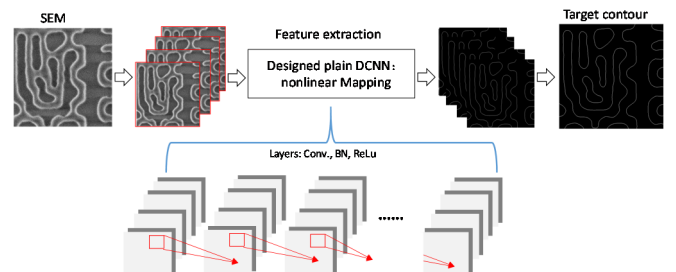 SEM
Target contour
Feature extraction
Designed plain DCNN：
nonlinear Mapping
Layers: Conv., BN, ReLu
......